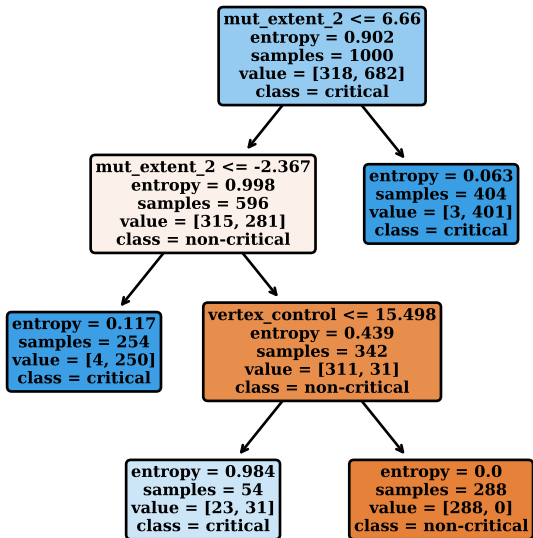 mut_extent_2 <= 6.66
entropy = 0.902
samples = 1000
value = [318, 682]
class = critical
mut_extent_2 <= -2.367
entropy = 0.998
samples = 596
value = [315, 281]
class = non-critical
entropy = 0.063
samples = 404
value = [3, 401]
class = critical
entropy = 0.117
samples = 254
value = [4, 250]
class = critical
vertex_control <= 15.498
entropy = 0.439
samples = 342
value = [311, 31]
class = non-critical
entropy = 0.984
samples = 54
value = [23, 31]
class = critical
entropy = 0.0
samples = 288
value = [288, 0]
class = non-critical